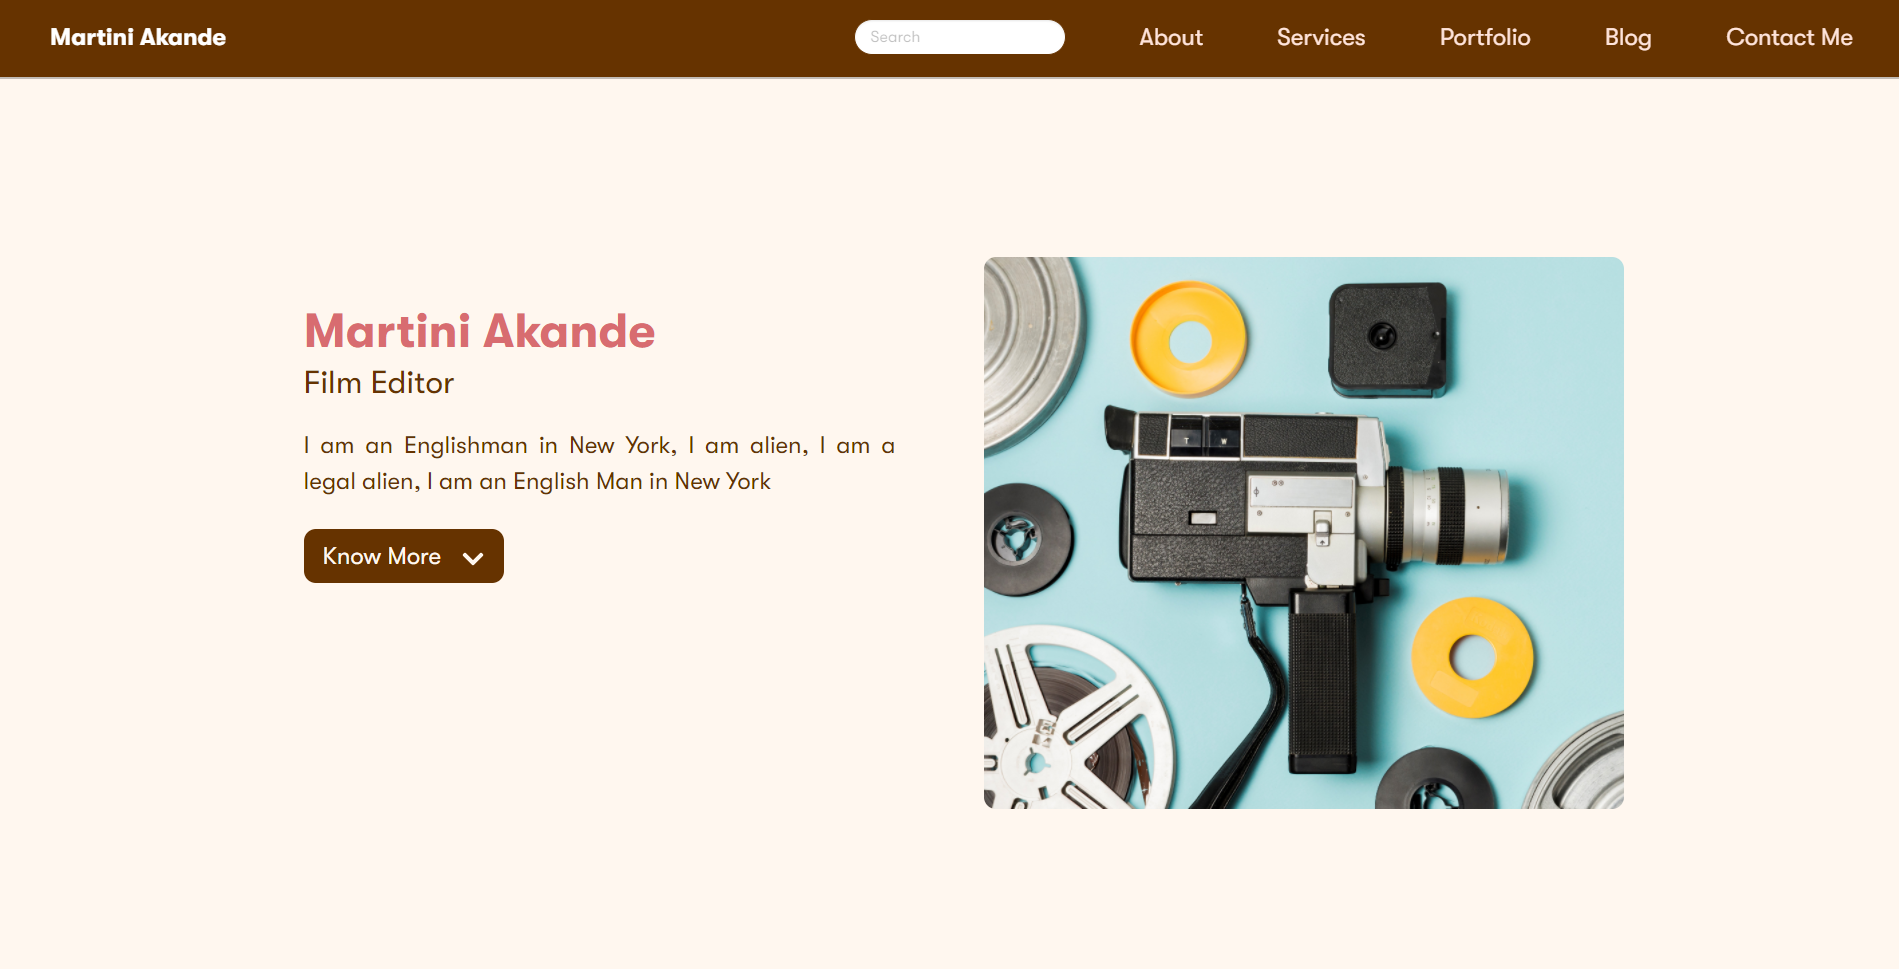 Martini Akande
Search
About
Services
Portfolio
Blog
Contact Me
Martini Akande
Film Editor
I am an Englishman in New York, I am alien, I am a
legal alien, I am an English Man in New York
Know More
T W